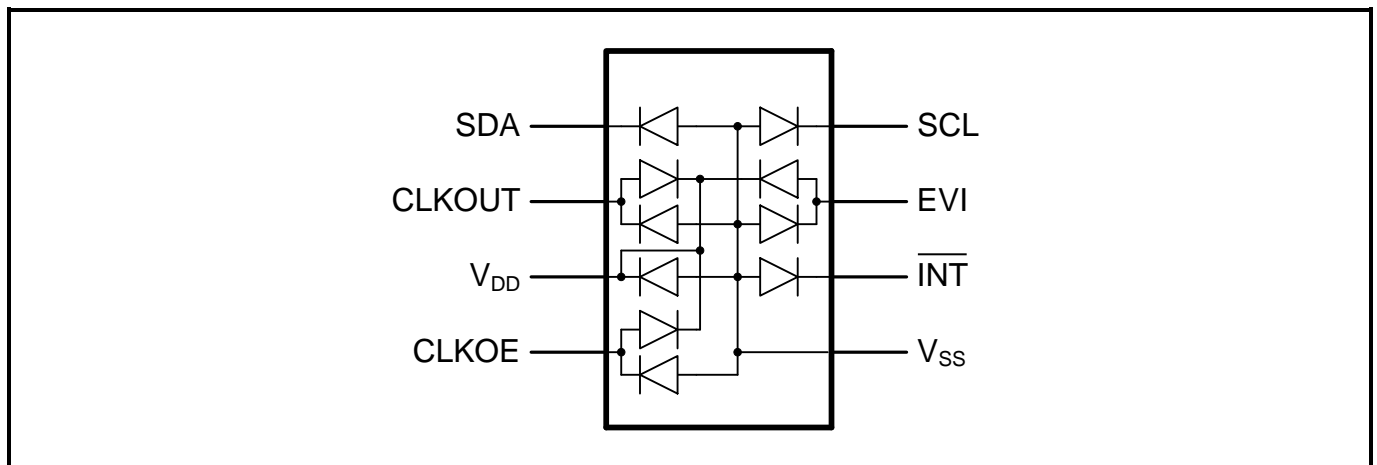 SDA
SCL
CLKOUT
EVI
VDD
INT
CLKOE
VSS